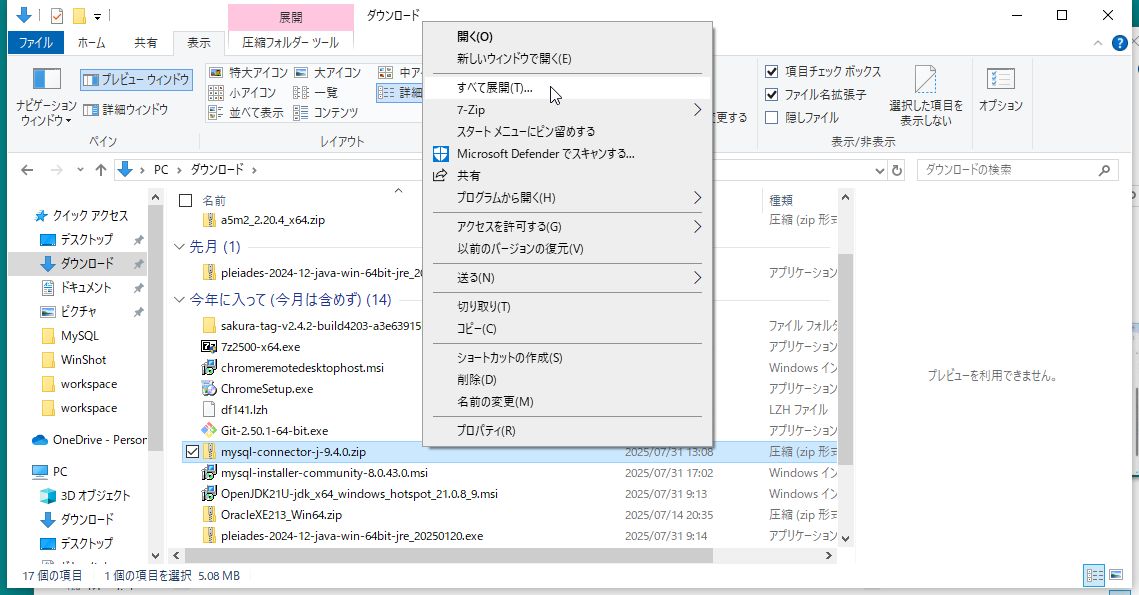 展開
ダウンロード
ファイル
ホーム
共有
表示
圧縮フォルダー ツール
ナビゲーション
ウィンドウ
プレビュー ウィンドウ
詳細ウィンドウ
ペイン
特大アイコン
大アイコン
中ア
小アイコン
一覧
詳細
並べて表示
コンテンツ
レイアウト
更する
項目チェック ボックス
ファイル名拡張子
隠しファイル
選択した項目を
表示しない
表示/非表示
オプション
PC
ダウンロード
ダウンロードの検索
クイック アクセス
デスクトップ
ダウンロード
ドキュメント
ピクチャ
MySQL
WinShot
workspace
workspace
OneDrive - Person
PC
3D オブジェクト
ダウンロード
デスクトップ
名前
種類
a5m2_2.20.4_x64.zip
圧縮 (zip 形式
先月 (1)
pleiades-2024-12-java-win-64bit-jre_20
アプリケーション
今年に入って (今月は含めず) (14)
sakura-tag-v2.4.2-build4203-a3e63915
ファイル フォルダ
7z2500-x64.exe
アプリケーション
chromeremotedesktophost.msi
Windows イン
ChromeSetup.exe
アプリケーション
df141.lzh
LZH ファイル
Git-2.50.1-64-bit.exe
アプリケーション
mysql-connector-j-9.4.0.zip
2025/07/31 13:08
圧縮 (zip 形式
mysql-installer-community-8.0.43.0.msi
2025/07/31 17:02
Windows イン
OpenJDK21U-jdk_x64_windows_hotspot_21.0.8_9.msi
2025/07/31 9:13
Windows イン
OracleXE213_Win64.zip
2025/07/14 20:35
圧縮 (zip 形式
pleiades-2024-12-java-win-64bit-jre_20250120.exe
2025/07/31 9:14
アプリケーション
開く(O)
新しいウィンドウで開く(E)
すべて展開(T)...
7-Zip
スタート メニューにピン留めする
Microsoft Defender でスキャンする...
共有
プログラムから開く(H)
アクセスを許可する(G)
以前のバージョンの復元(V)
送る(N)
切り取り(T)
コピー(C)
ショートカットの作成(S)
削除(D)
名前の変更(M)
プロパティ(R)
プレビューを利用できません。
17 個の項目
1 個の項目を選択 5.08 MB